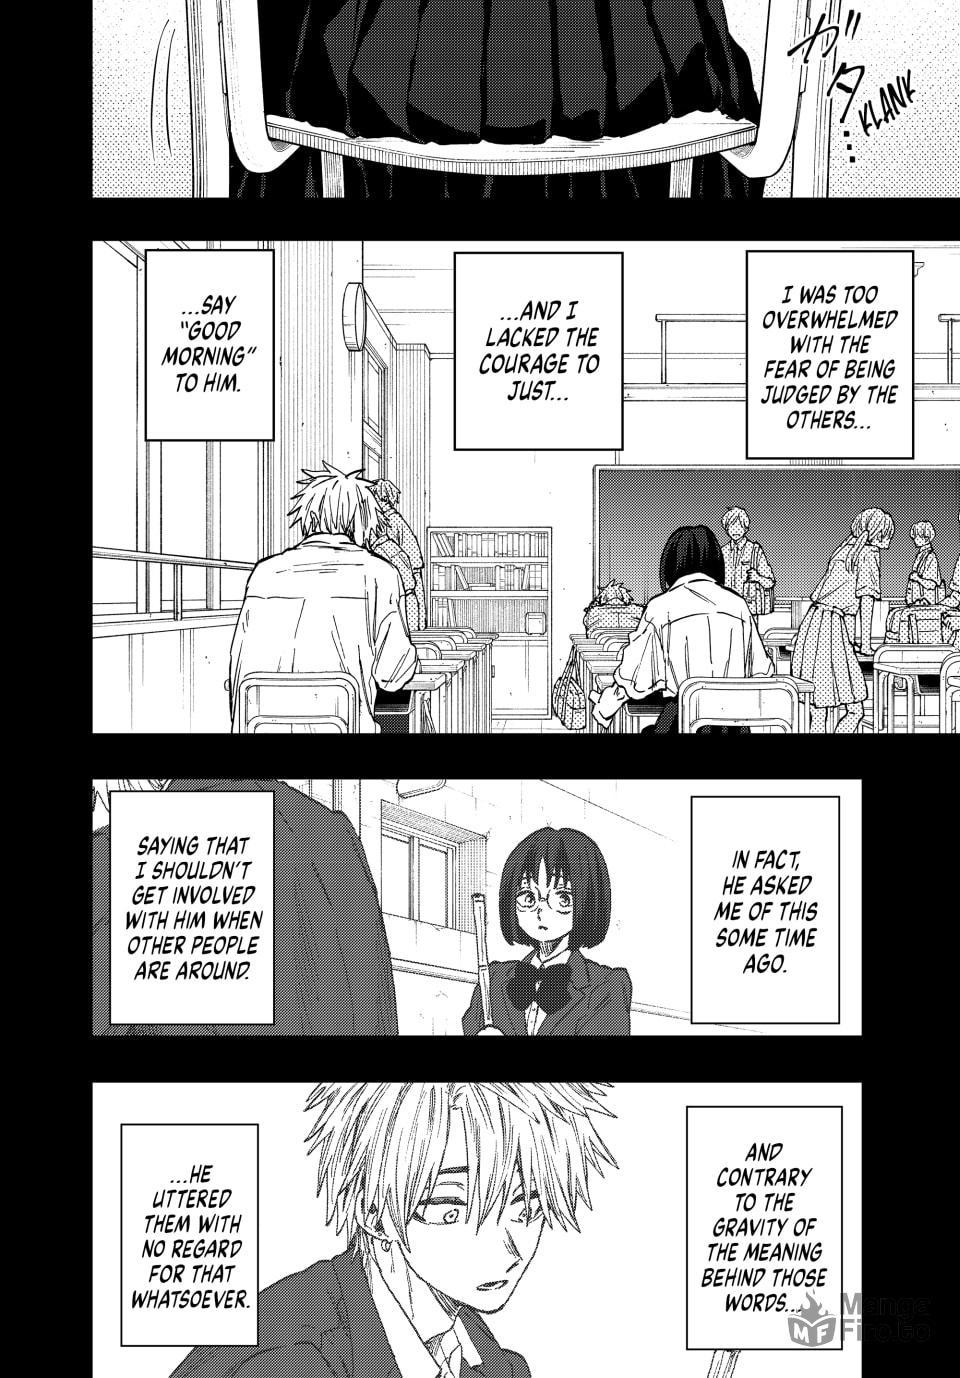 ガタ...
KLANK
I WAS TOO
OVERWHELMED
WITH THE
FEAR OF BEING
JUDGED BY THE
OTHERS...
...AND I
LACKED THE
COURAGE TO
JUST...
...SAY
“GOOD
MORNING”
TO HIM.
IN FACT,
HE ASKED
ME OF THIS
SOME TIME
AGO.
SAYING THAT
I SHOULDN'T
GET INVOLVED
WITH HIM WHEN
OTHER PEOPLE
ARE AROUND.
AND
CONTRARY
TO THE
GRAVITY OF
THE MEANING
BEHIND THOSE
WORDS...
...HE
UTTERED
THEM WITH
NO REGARD
FOR THAT
WHATSOEVER.
MF
Manga
Fire.to